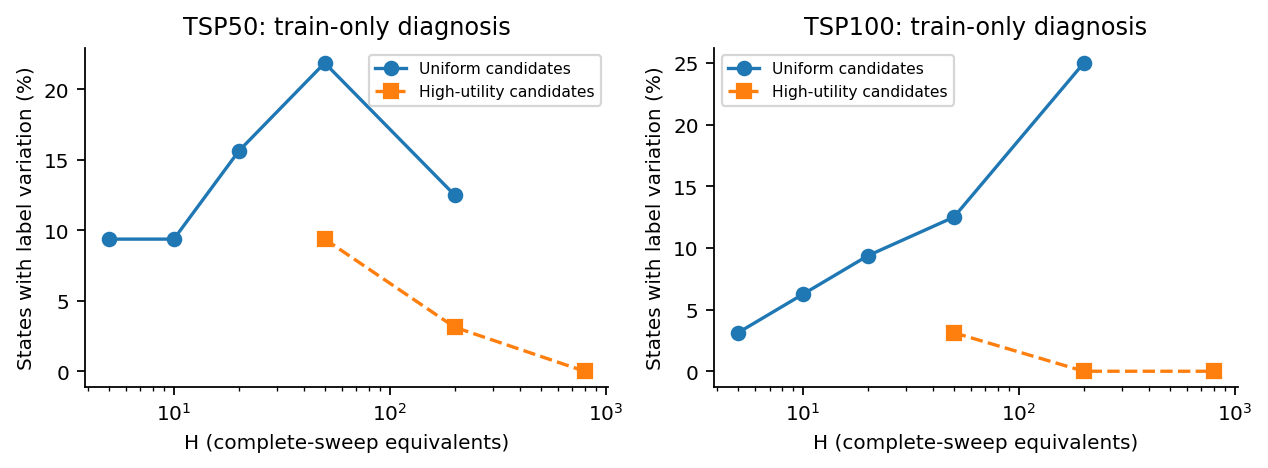 TSP50: train-only diagnosis
States with label variation (%)
20
15
10
5
0
Uniform candidates
High-utility candidates
10¹
10²
10³
H (complete-sweep equivalents)
TSP100: train-only diagnosis
States with label variation (%)
25
20
15
10
5
0
Uniform candidates
High-utility candidates
10¹
10²
10³
H (complete-sweep equivalents)